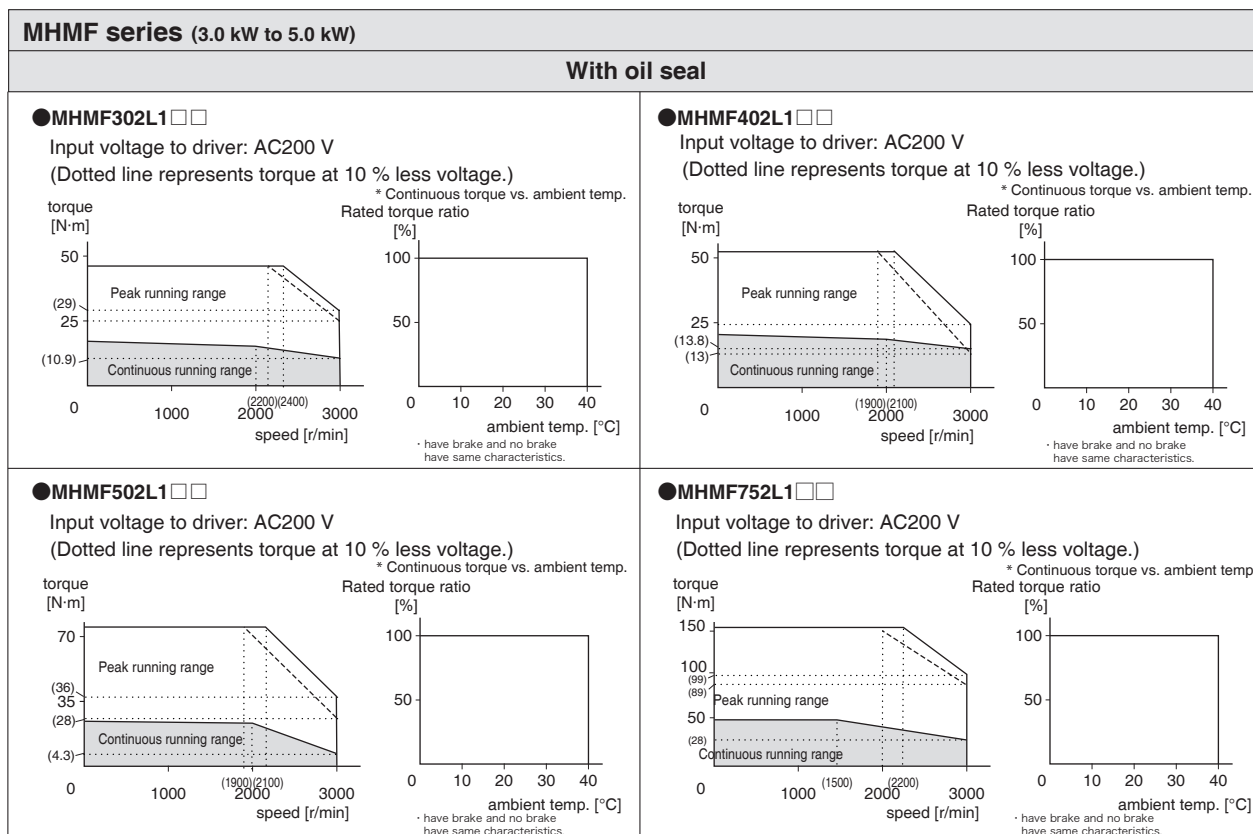 MHMF series (3.0 kW to 5.0 kW)
With oil seal
●MHMF302L1□□
Input voltage to driver: AC200 V
(Dotted line represents torque at 10 % less voltage.)
* Continuous torque vs. ambient temp.
torque
[N·m]
50
(29)
25
(10.9)
0
Peak running range
Continuous running range
1000
2000
(2200)(2400)
3000
speed [r/min]
Rated torque ratio
[%]
100
50
0
10
20
30
40
ambient temp. [°C]
· have brake and no brake
have same characteristics.
●MHMF402L1□□
Input voltage to driver: AC200 V
(Dotted line represents torque at 10 % less voltage.)
* Continuous torque vs. ambient temp.
torque
[N·m]
50
25
(13.8)
(13)
0
Peak running range
Continuous running range
1000
(1900)(2100)
2000
3000
speed [r/min]
Rated torque ratio
[%]
100
50
0
10
20
30
40
ambient temp. [°C]
· have brake and no brake
have same characteristics.
●MHMF502L1□□
Input voltage to driver: AC200 V
(Dotted line represents torque at 10 % less voltage.)
* Continuous torque vs. ambient temp.
torque
[N·m]
70
(36)
35
(28)
(4.3)
0
Peak running range
Continuous running range
1000
(1900)(2100)
2000
3000
speed [r/min]
Rated torque ratio
[%]
100
50
0
10
20
30
40
ambient temp. [°C]
· have brake and no brake
have same characteristics.
●MHMF752L1□□
Input voltage to driver: AC200 V
(Dotted line represents torque at 10 % less voltage.)
* Continuous torque vs. ambient temp
torque
[N·m]
150
100
(99)
(89)
50
(28)
0
Peak running range
Continuous running range
1000
(1500)
2000
(2200)
3000
speed [r/min]
Rated torque ratio
[%]
100
50
0
10
20
30
40
ambient temp. [°C]
· have brake and no brake
have same characteristics.